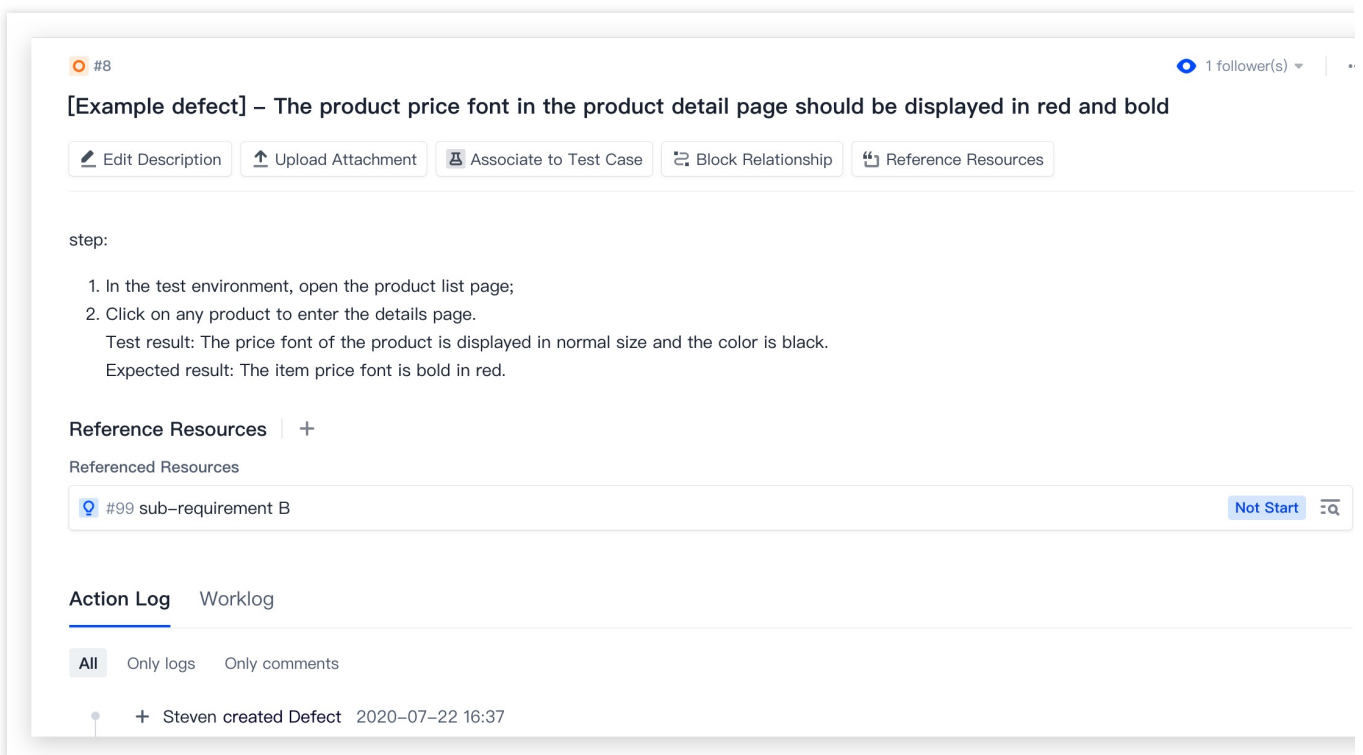 #8
1 follower(s)
[Example defect] – The product price font in the product detail page should be displayed in red and bold
Edit Description
Upload Attachment
Associate to Test Case
Block Relationship
Reference Resources
step:
1. In the test environment, open the product list page;
2. Click on any product to enter the details page.
Test result: The price font of the product is displayed in normal size and the color is black.
Expected result: The item price font is bold in red.
Reference Resources
Referenced Resources
#99 sub-requirement B
Not Start
Action Log
Worklog
All
Only logs
Only comments
Steven created Defect 2020-07-22 16:37